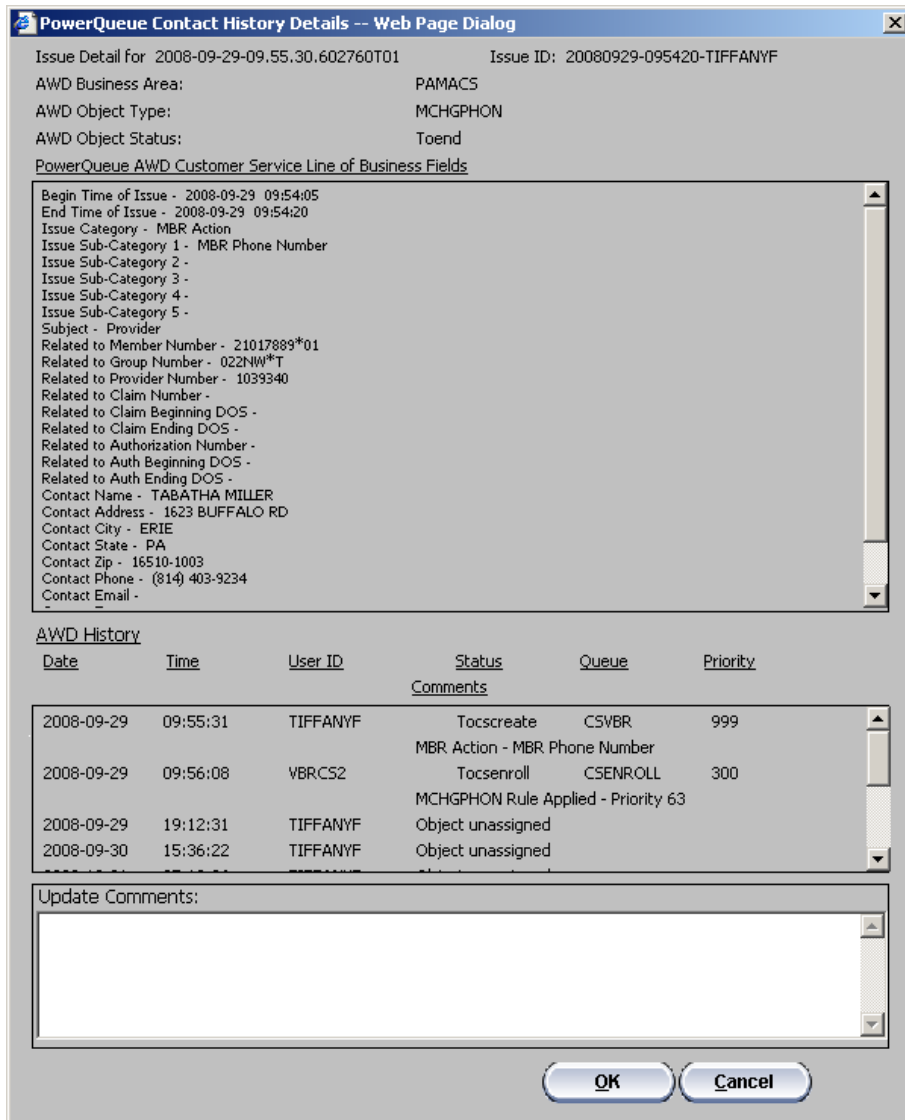 PowerQueue Contact History Details -- Web Page Dialog
Issue Detail for 2008-09-29-09.55.30.602760T01 Issue ID: 20080929-095420-TIFFANYF
AWD Business Area: PAMACS
AWD Object Type: MCHGPHON
AWD Object Status: Toend
PowerQueue AWD Customer Service Line of Business Fields
Begin Time of Issue - 2008-09-29 09:54:05
End Time of Issue - 2008-09-29 09:54:20
Issue Category - MBR Action
Issue Sub-Category 1 - MBR Phone Number
Issue Sub-Category 2 -
Issue Sub-Category 3 -
Issue Sub-Category 4 -
Issue Sub-Category 5 -
Subject - Provider
Related to Member Number - 21017889*01
Related to Group Number - 022NW*T
Related to Provider Number - 1039340
Related to Claim Number -
Related to Claim Beginning DOS -
Related to Claim Ending DOS -
Related to Authorization Number -
Related to Auth Beginning DOS -
Related to Auth Ending DOS -
Contact Name - TABATHA MILLER
Contact Address - 1623 BUFFALO RD
Contact City - ERIE
Contact State - PA
Contact Zip - 16510-1003
Contact Phone - (814) 403-9234
Contact Email -
AWD History
Date Time User ID Status Queue Priority
Comments
2008-09-29 09:55:31 TIFFANYF Tocscreate CSVBR 999
MBR Action - MBR Phone Number
2008-09-29 09:56:08 VBRCS2 Tocsenroll CSENROLL 300
MCHGPHON Rule Applied - Priority 63
2008-09-29 19:12:31 TIFFANYF Object unassigned
2008-09-30 15:36:22 TIFFANYF Object unassigned
Update Comments:
OK Cancel